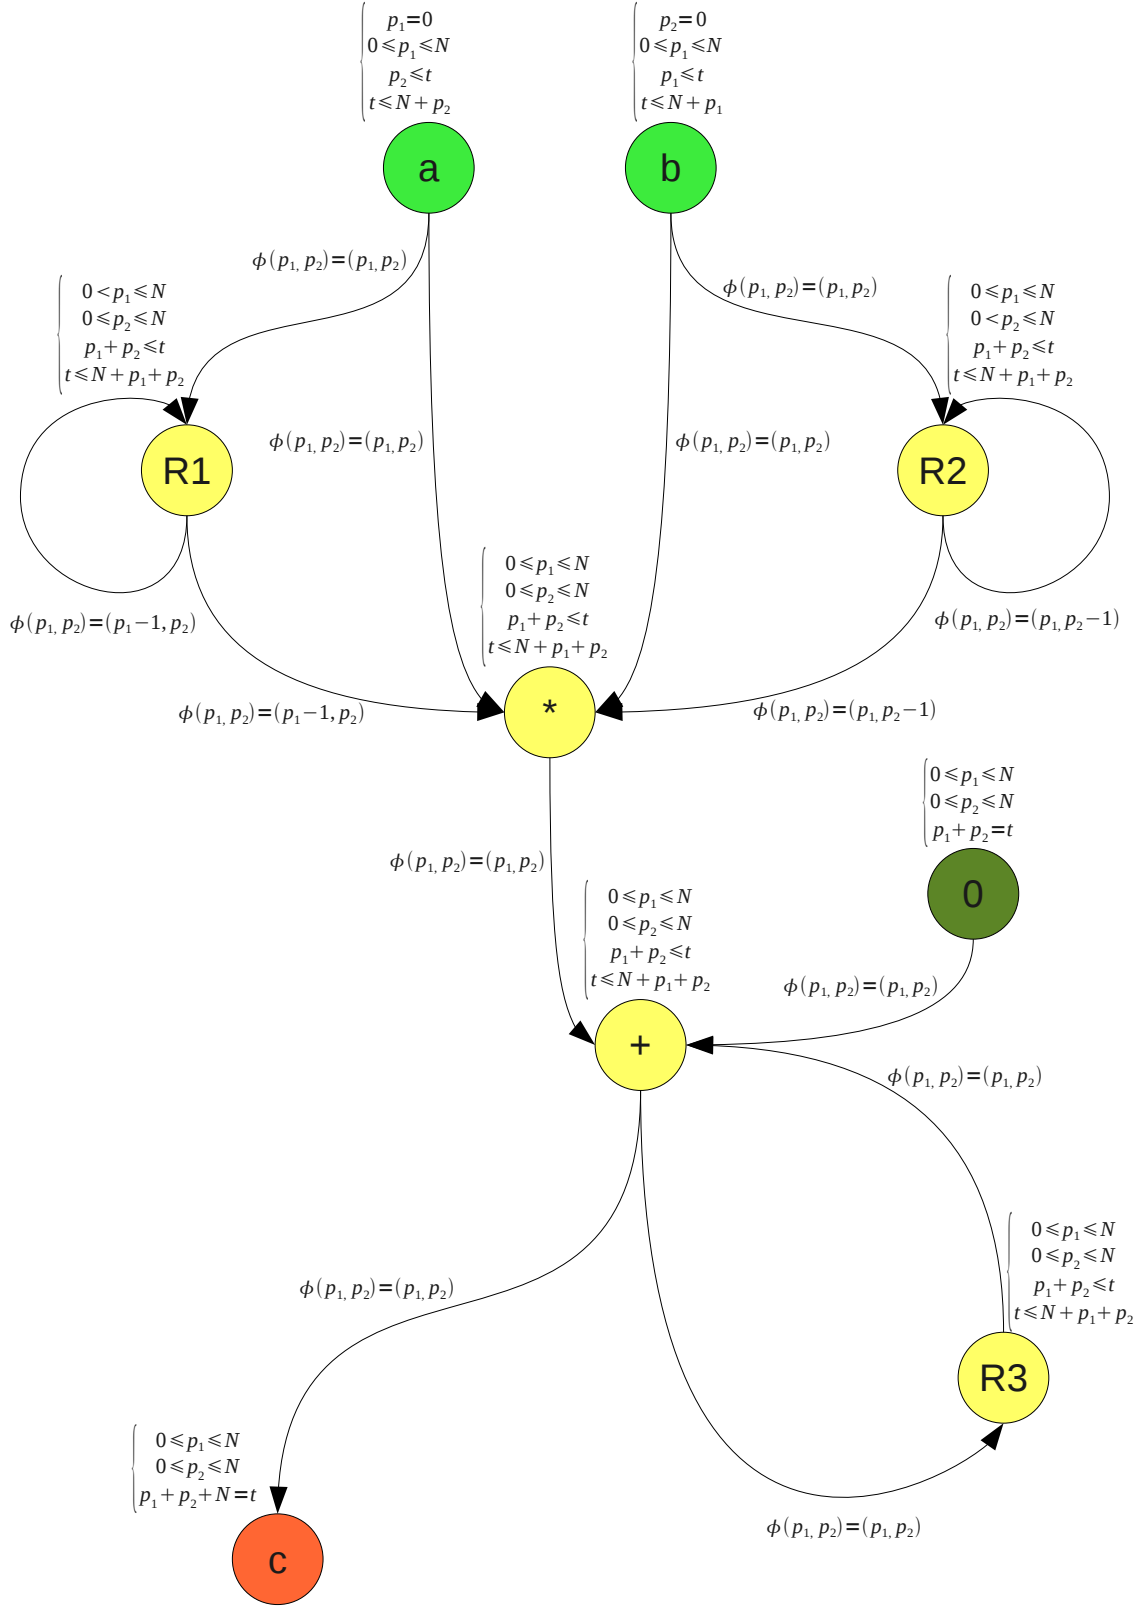 p₁=0
0≤p₁≤N
p₂≤t
t≤N+p₂
p₂=0
0≤p₁≤N
p₁≤t
t≤N+p₁
a
b
ϕ(p₁, p₂)=(p₁, p₂)
ϕ(p₁, p₂)=(p₁, p₂)
0<p₁≤N
0≤p₂≤N
p₁+p₂≤t
t≤N+p₁+p₂
0≤p₁≤N
0<p₂≤N
p₁+p₂≤t
t≤N+p₁+p₂
ϕ(p₁, p₂)=(p₁, p₂)
ϕ(p₁, p₂)=(p₁, p₂)
R1
R2
0≤p₁≤N
0≤p₂≤N
p₁+p₂≤t
t≤N+p₁+p₂
ϕ(p₁, p₂)=(p₁−1, p₂)
ϕ(p₁, p₂)=(p₁, p₂−1)
ϕ(p₁, p₂)=(p₁−1, p₂)
*
ϕ(p₁, p₂)=(p₁, p₂−1)
0≤p₁≤N
0≤p₂≤N
p₁+p₂=t
ϕ(p₁, p₂)=(p₁, p₂)
0
0≤p₁≤N
0≤p₂≤N
p₁+p₂≤t
t≤N+p₁+p₂
ϕ(p₁, p₂)=(p₁, p₂)
+
ϕ(p₁, p₂)=(p₁, p₂)
0≤p₁≤N
0≤p₂≤N
p₁+p₂≤t
t≤N+p₁+p₂
ϕ(p₁, p₂)=(p₁, p₂)
R3
0≤p₁≤N
0≤p₂≤N
p₁+p₂+N=t
ϕ(p₁, p₂)=(p₁, p₂)
c